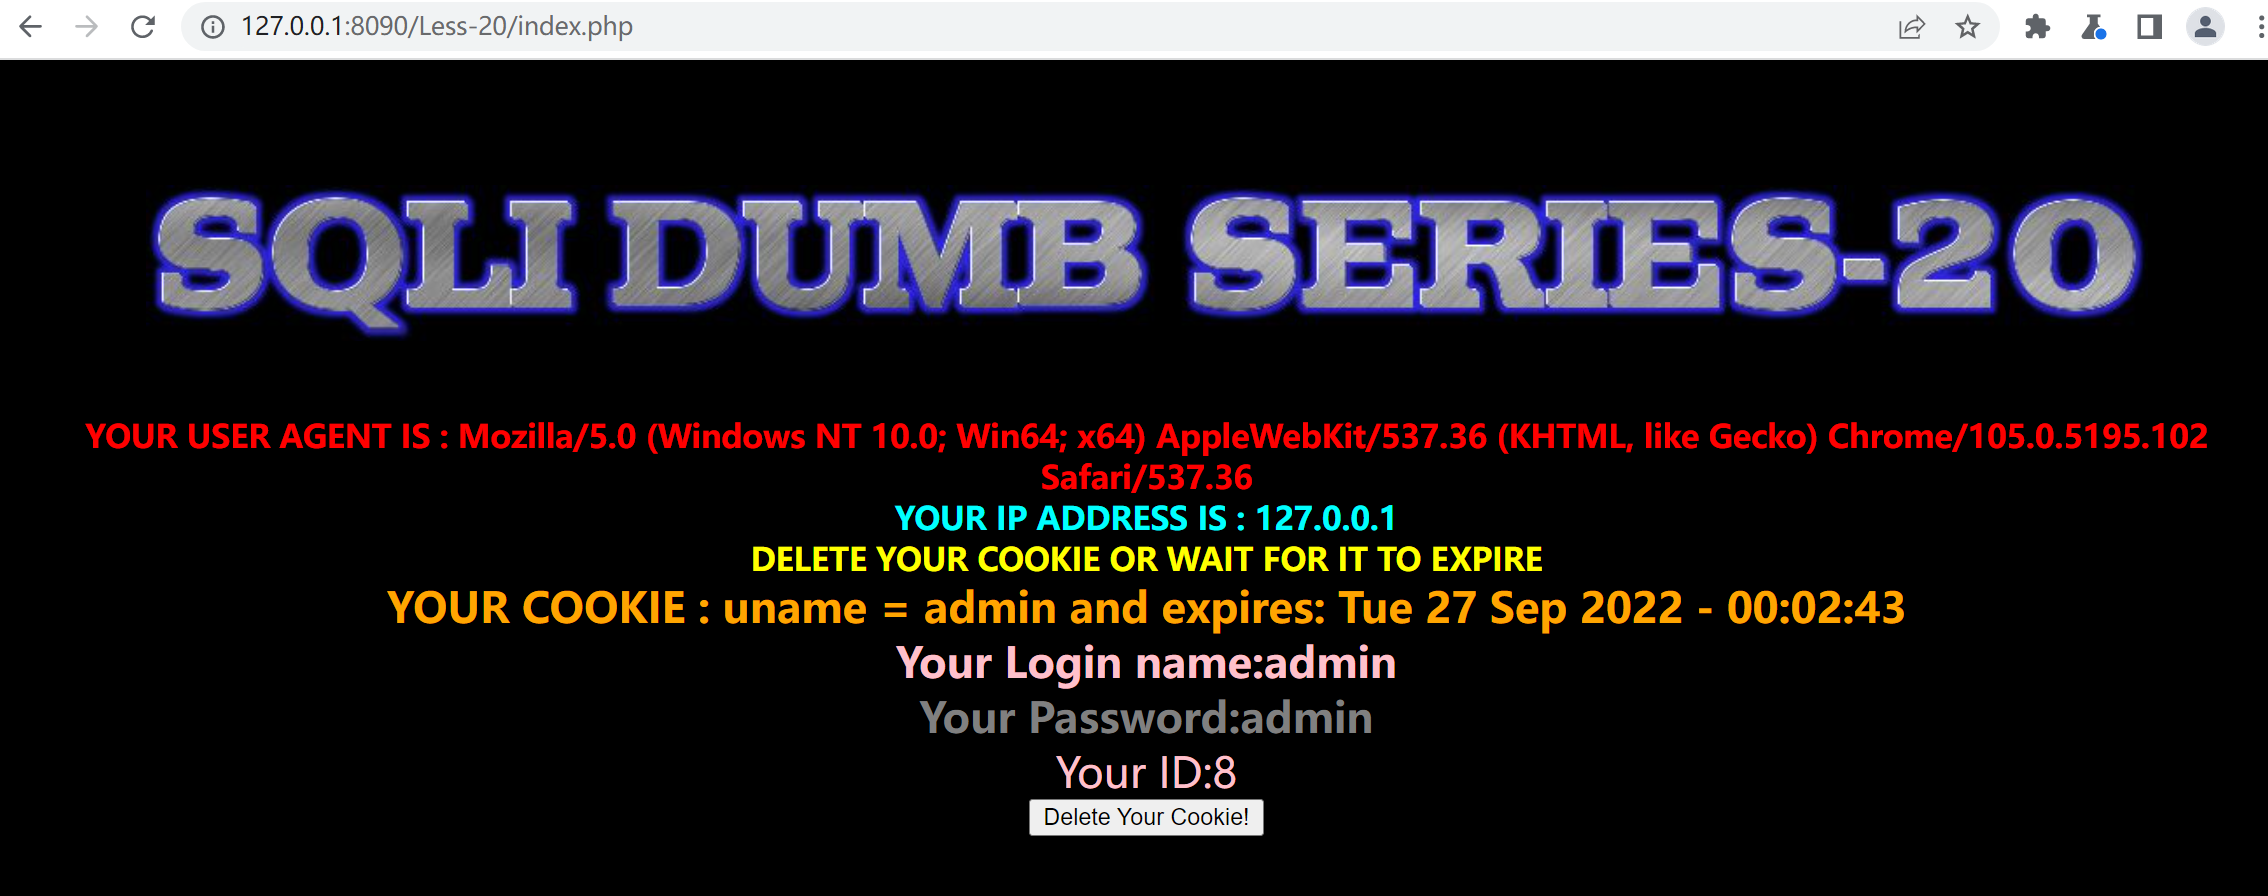 127.0.0.1:8090/Less-20/index.php
SQLI DUMB SERIES-20
YOUR USER AGENT IS : Mozilla/5.0 (Windows NT 10.0; Win64; x64) AppleWebKit/537.36 (KHTML, like Gecko) Chrome/105.0.5195.102
Safari/537.36
YOUR IP ADDRESS IS : 127.0.0.1
DELETE YOUR COOKIE OR WAIT FOR IT TO EXPIRE
YOUR COOKIE : uname = admin and expires: Tue 27 Sep 2022 - 00:02:43
Your Login name:admin
Your Password:admin
Your ID:8
Delete Your Cookie!